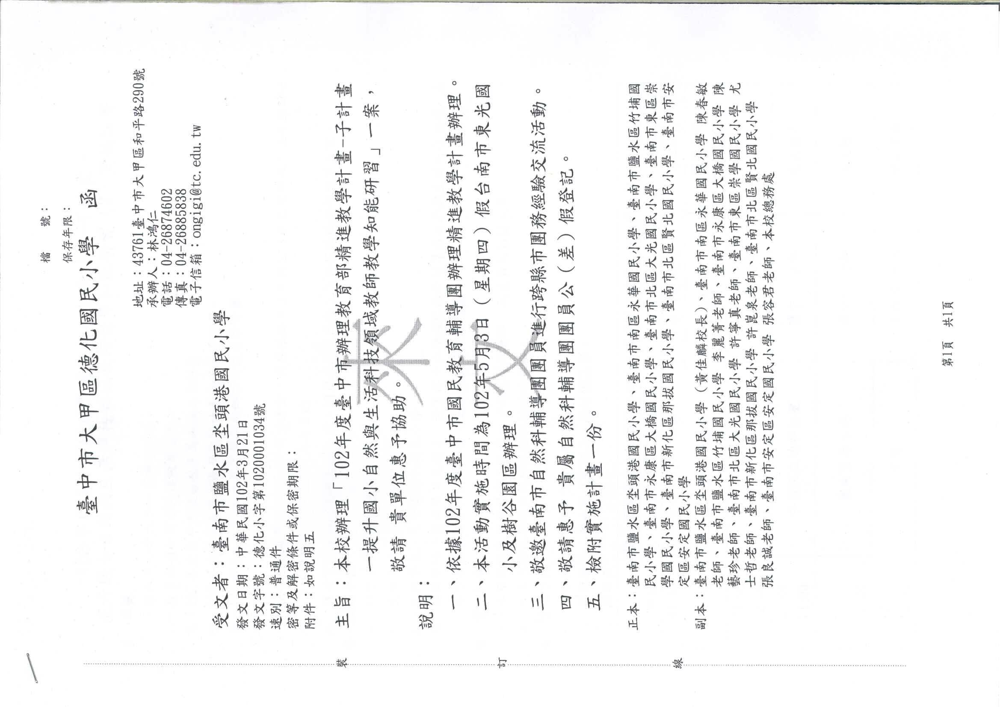 檔　　號：
保存年限：
臺中市大甲區德化國民小學　函
地址：43761臺中市大甲區和平路290號
承辦人：林鴻仁
電話：04-26874602
傳真：04-26885838
電子信箱：ongigi@tc.edu.tw
受文者：臺南市鹽水區坔頭港國民小學
發文日期：中華民國102年3月21日
發文字號：德化小字第1020001034號
速別：普通件
密等及解密條件或保密期限：
附件：如說明五
主旨：本校辦理「102年度臺中市辦理教育部精進教學計畫-子計畫
一提升國小自然與生活科技領域教師教學知能研習」一案，
敬請　貴單位惠予協助。
說明：
一、依據102年度臺中市國民教育輔導團辦理精進教學計畫辦理。
二、本活動實施時間為102年5月3日（星期四）假台南市東光國
小及樹谷園區辦理。
三、敬邀臺南市自然科輔導團團員進行跨縣市團務經驗交流活動。
四、敬請惠予　貴屬自然科輔導團團員公（差）假登記。
五、檢附實施計畫一份。
正本：臺南市鹽水區坔頭港國民小學、臺南市南區永華國民小學、臺南市鹽水區竹埔國
民小學、臺南市永康區大橋國民小學、臺南市北區大光國民小學、臺南市東區崇
學國民小學、臺南市新化區那拔國民小學、臺南市北區賢北國民小學、臺南市安
定區安定國民小學
副本：臺南市鹽水區坔頭港國民小學（黃佳麟校長）、臺南市南區永華國民小學　陳春敏
老師、臺南市鹽水區竹埔國民小學　李麗菁老師、臺南市永康區大橋國民小學　陳
藝珍老師、臺南市北區大光國民小學　許寧真老師、臺南市東區崇學國民小學　尤
士哲老師、臺南市新化區那拔國民小學　許崑泉老師、臺南市北區賢北國民小學
張良誠老師、臺南市安定區安定國民小學　張容君老師、本校總務處
來文
裝
訂
線
第1頁　共1頁